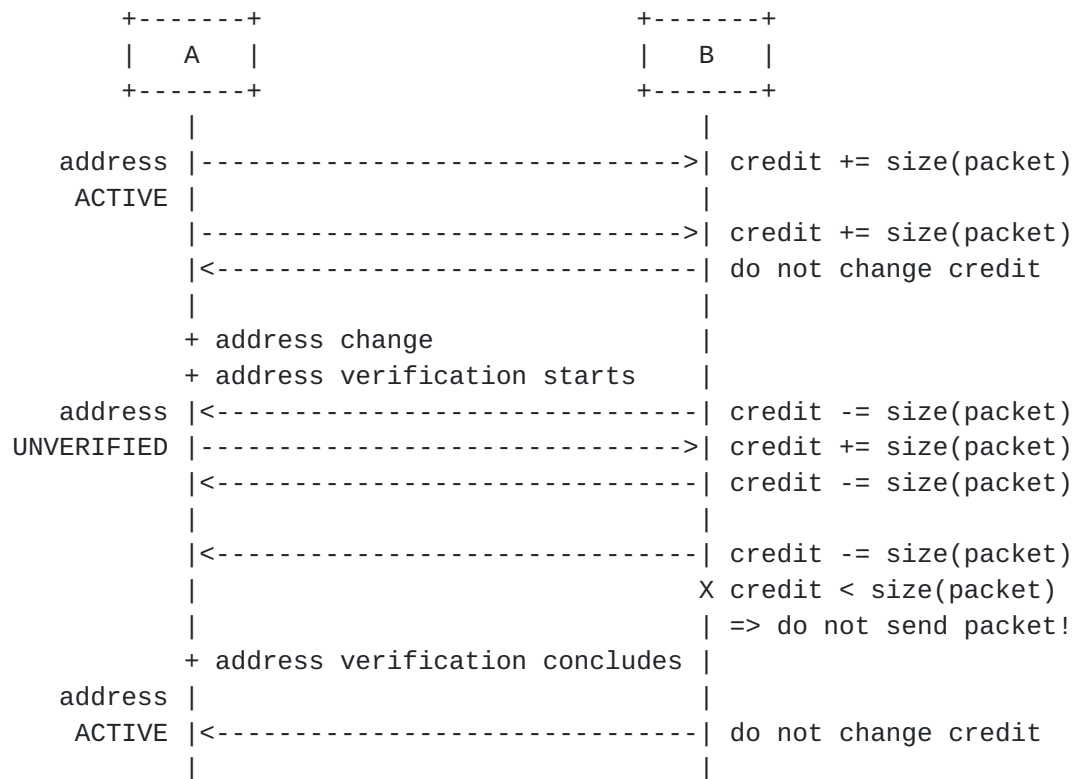 +-------+                        +-------+
|   A   |                        |   B   |
+-------+                        +-------+
    |                                |
address |------------------------------->| credit += size(packet)
ACTIVE |                                |
|------------------------------->| credit += size(packet)
|<-------------------------------| do not change credit
|                                |
+ address change                 |
+ address verification starts    |
address |<-------------------------------| credit -= size(packet)
UNVERIFIED |------------------------------->| credit += size(packet)
|<-------------------------------| credit -= size(packet)
|                                |
|<-------------------------------| credit -= size(packet)
|                                X credit < size(packet)
|                                | => do not send packet!
+ address verification concludes |
address |                                |
ACTIVE |<-------------------------------| do not change credit
|                                |